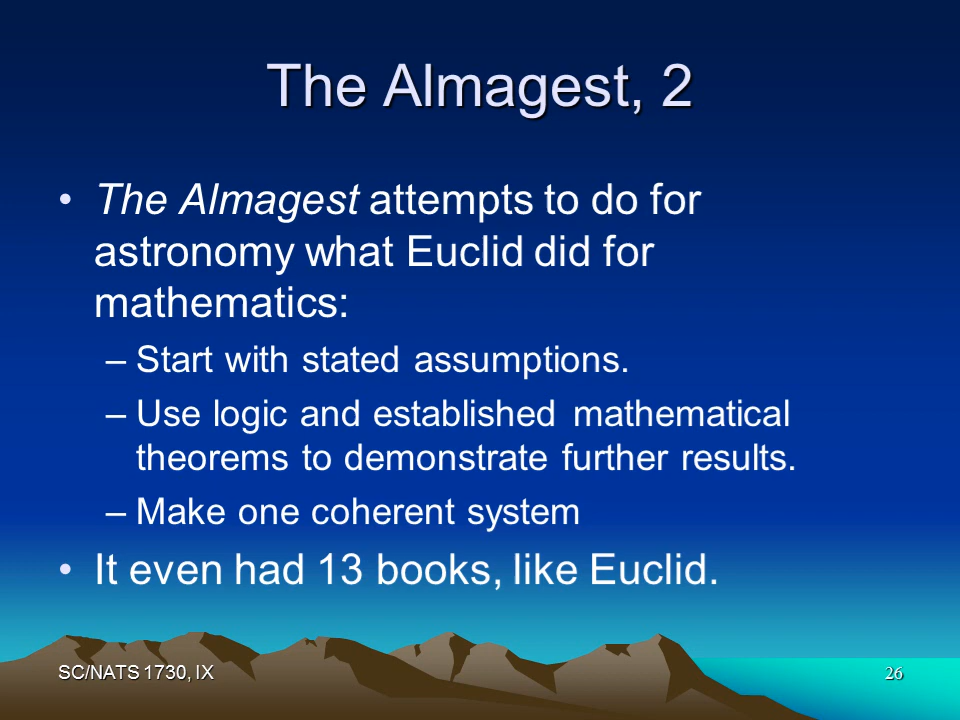 The Almagest, 2
• The Almagest attempts to do for
astronomy what Euclid did for
mathematics:
– Start with stated assumptions.
– Use logic and established mathematical
theorems to demonstrate further results.
– Make one coherent system
• It even had 13 books, like Euclid.
SC/NATS 1730, IX
26